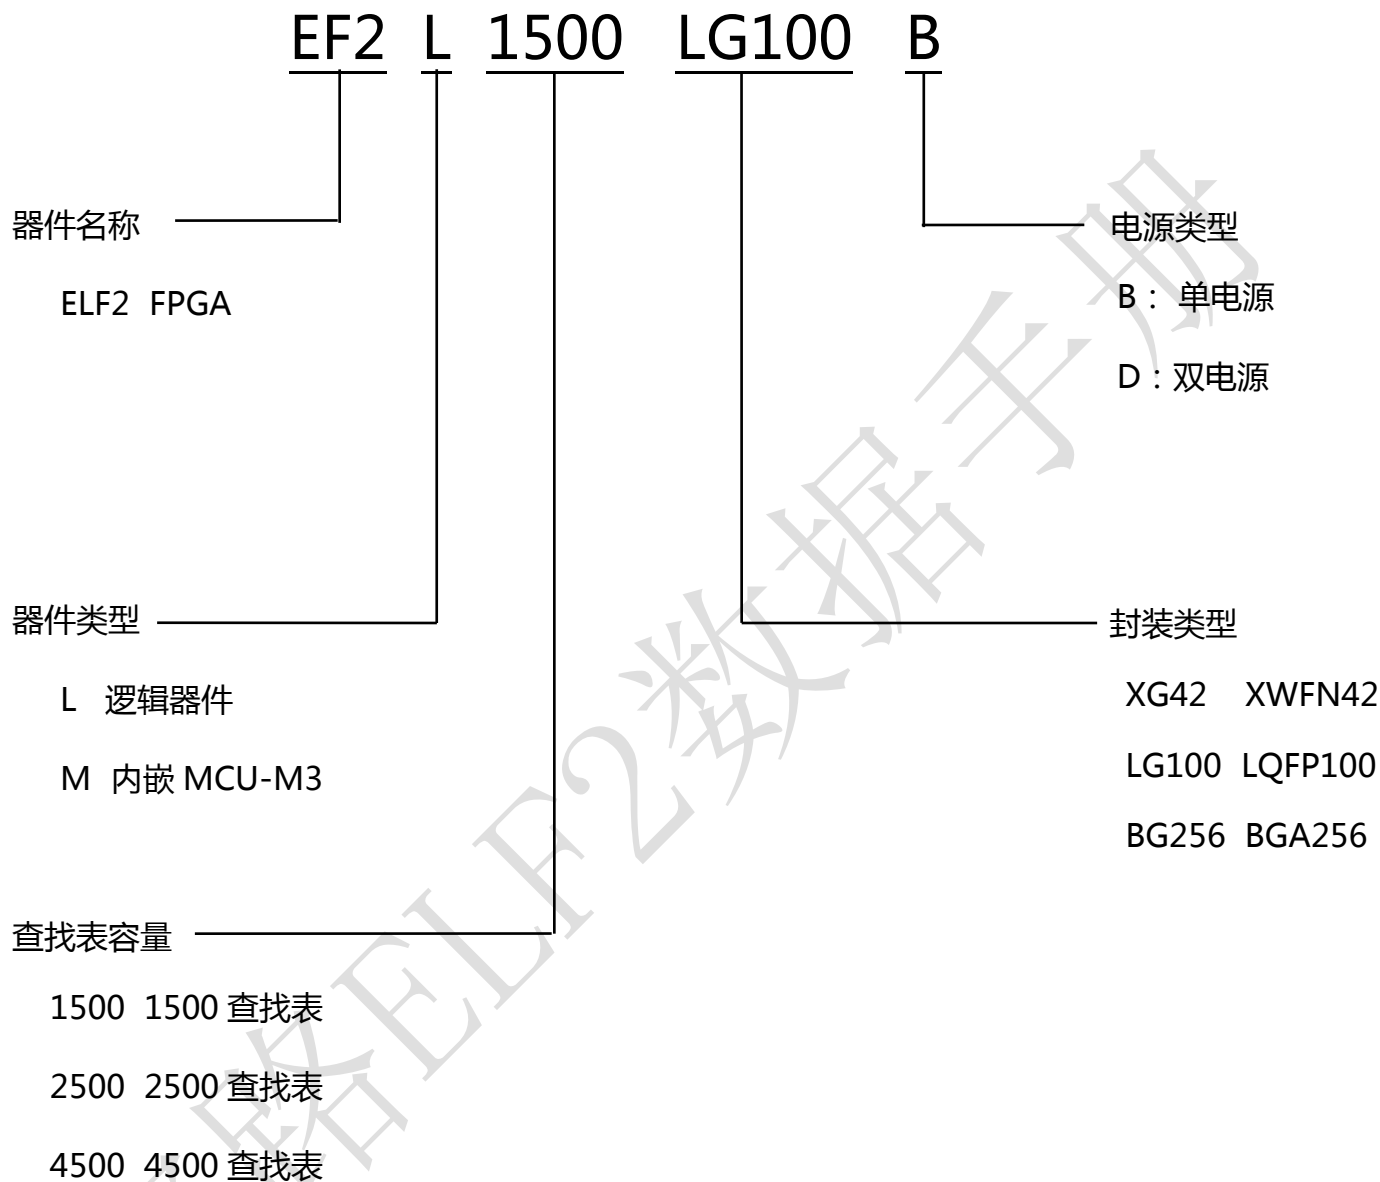 EF2 L 1500 LG100 B
器件名称
ELF2 FPGA
电源类型
B： 单电源
D：双电源
器件类型
L 逻辑器件
M 内嵌 MCU-M3
封装类型
XG42 XWFN42
LG100 LQFP100
BG256 BGA256
查找表容量
1500 1500 查找表
2500 2500 查找表
4500 4500 查找表
路ELF2数据手册